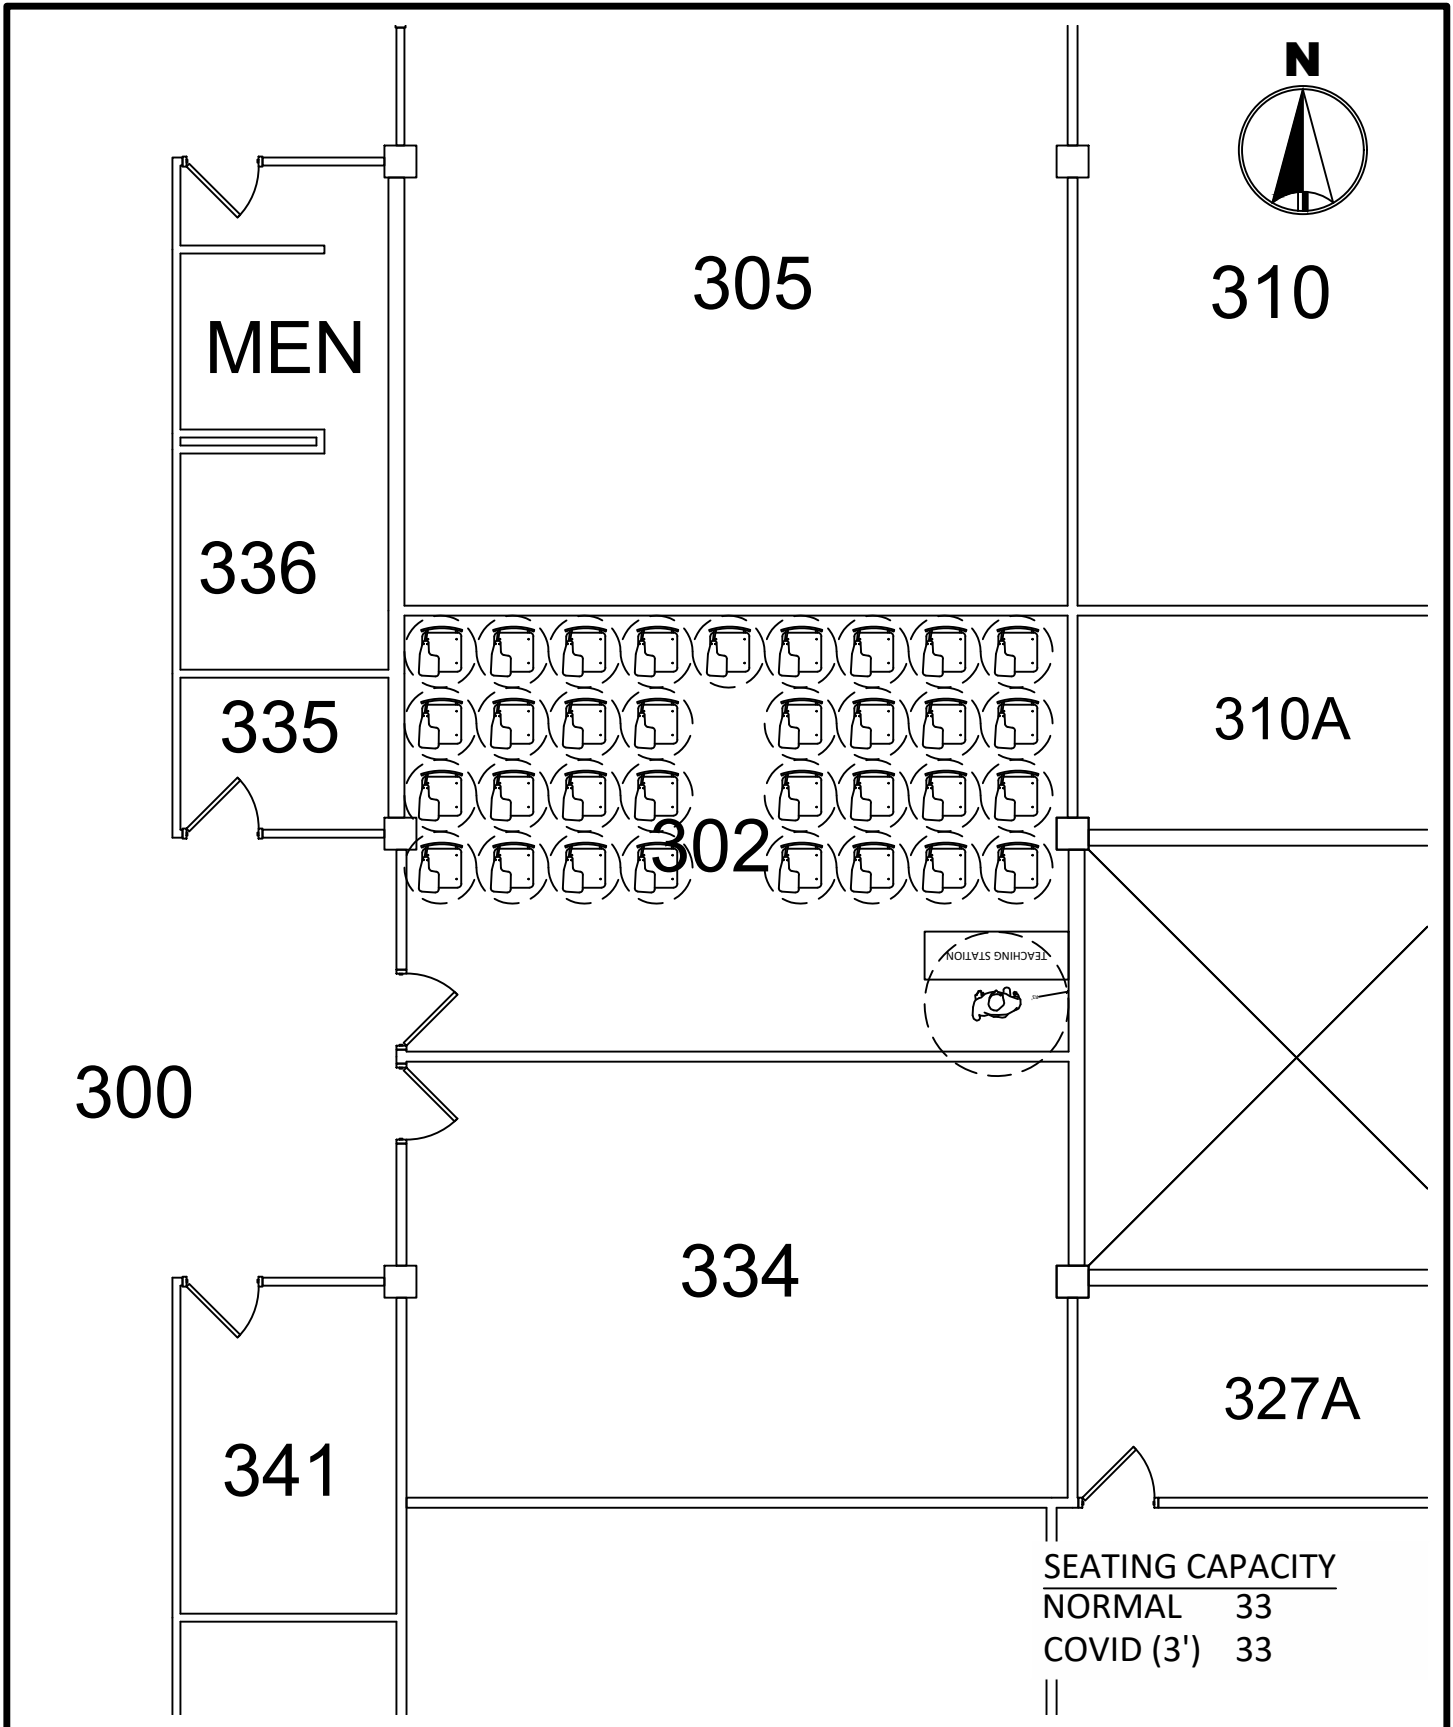 N
305
310
MEN
336
335
310A
302
TEACHING STATION
300
334
327A
341
SEATING CAPACITY
NORMAL 33
COVID (3') 33